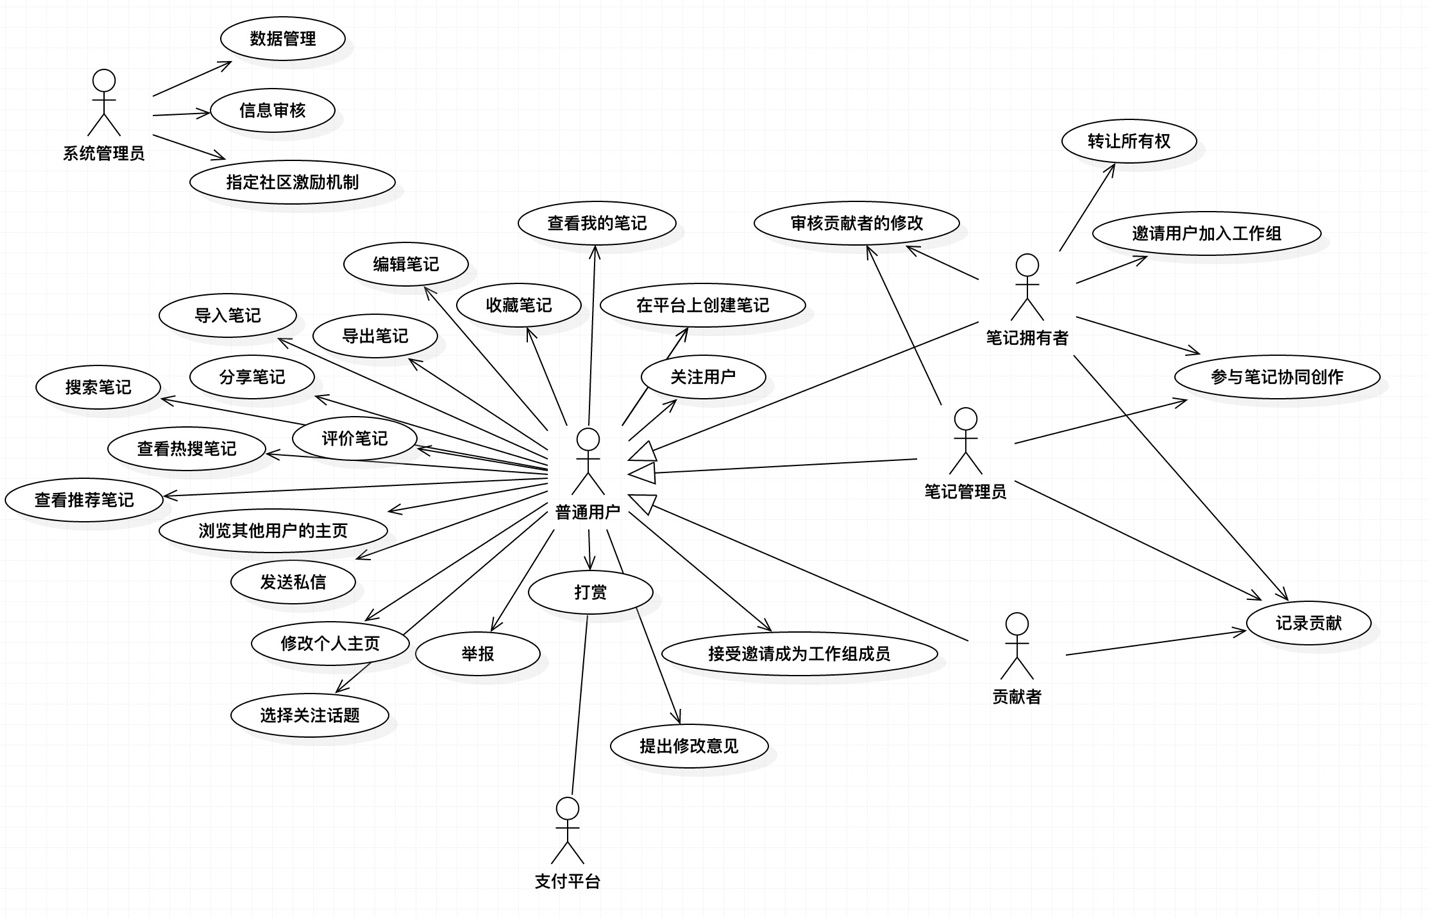 数据管理
信息审核
系统管理员
指定社区激励机制
转让所有权
查看我的笔记
审核贡献者的修改
邀请用户加入工作组
编辑笔记
收藏笔记
在平台上创建笔记
导入笔记
导出笔记
笔记拥有者
搜索笔记
分享笔记
关注用户
参与笔记协同创作
查看热搜笔记
评价笔记
查看推荐笔记
笔记管理员
普通用户
浏览其他用户的主页
发送私信
打赏
记录贡献
修改个人主页
举报
接受邀请成为工作组成员
贡献者
选择关注话题
提出修改意见
支付平台